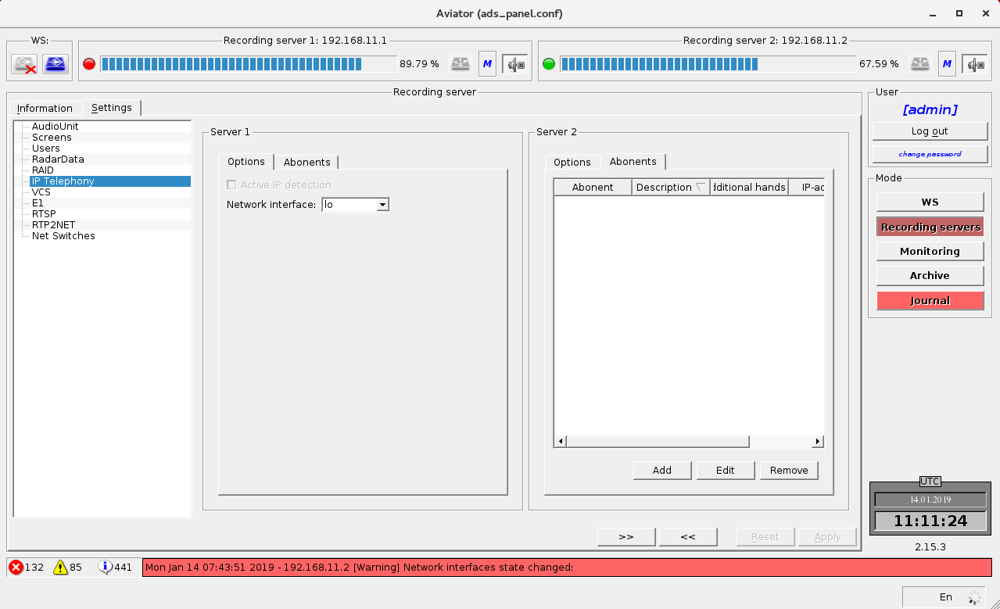 Aviator (ads_panel.conf)
WS:
Recording server 1: 192.168.11.1
89.79 %
M
Recording server 2: 192.168.11.2
67.59 %
M
Recording server
Information
Settings
AudioUnit
Screens
Users
RadarData
RAID
IP Telephony
VCS
E1
RTSP
RTP2NET
Net Switches
Server 1
Options
Abonents
Active IP detection
Network interface:
lo
Server 2
Options
Abonents
Abonent
Description
ditional hands
IP-ac
Add
Edit
Remove
>>
<<
Reset
Apply
User
[admin]
Log out
change password
Mode
WS
Recording servers
Monitoring
Archive
Journal
UTC
14.01.2019
11:11:24
2.15.3
132
85
441
Mon Jan 14 07:43:51 2019 - 192.168.11.2 [Warning] Network interfaces state changed:
En